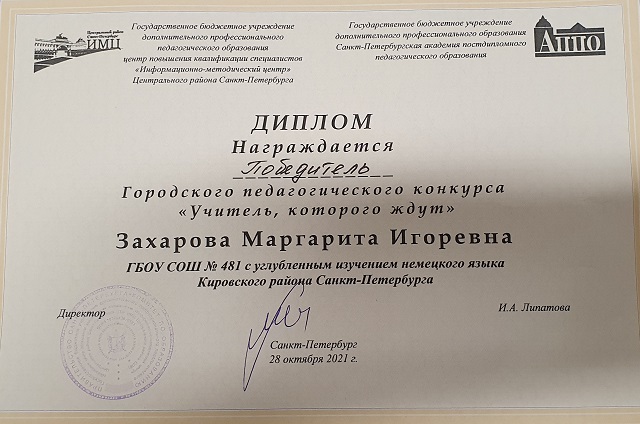 Центральный район
Санкт-Петербурга
ИМЦ
Государственное бюджетное учреждение
дополнительного профессионального
педагогического образования
центр повышения квалификации специалистов
«Информационно-методический центр»
Центрального района Санкт-Петербурга
Государственное бюджетное учреждение
дополнительного профессионального образования
Санкт-Петербургская академия постдипломного
педагогического образования
АППО
ДИПЛОМ
Награждается
Победитель
Городского педагогического конкурса
«Учитель, которого ждут»
Захарова Маргарита Игоревна
ГБОУ СОШ № 481 с углубленным изучением немецкого языка
Кировского района Санкт-Петербурга
Директор
И.А. Липатова
Санкт-Петербург
28 октября 2021 г.